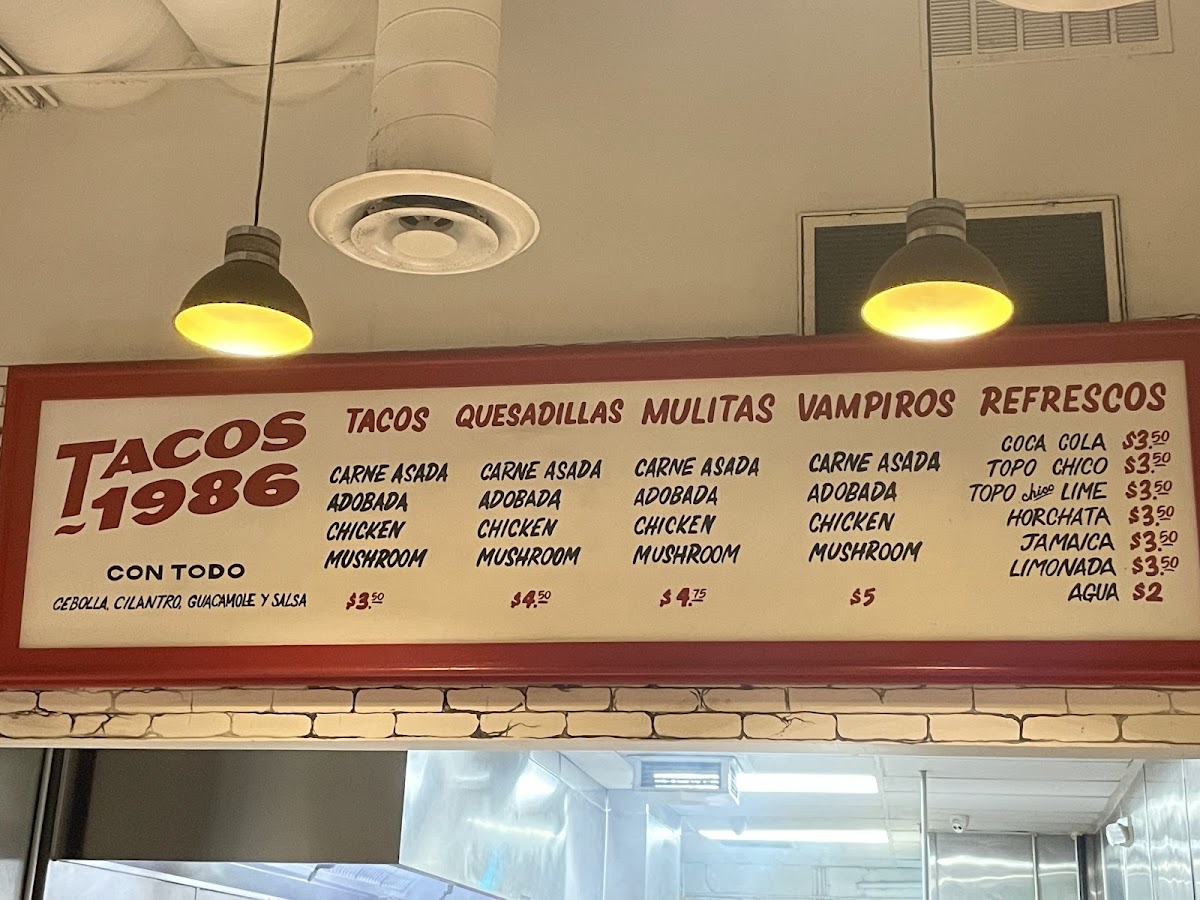 TACOS
1986
CON TODO
CEBOLLA, CILANTRO, GUACAMOLE Y SALSA
TACOS
CARNE ASADA
ADOBADA
CHICKEN
MUSHROOM
$3.50
QUESADILLAS
CARNE ASADA
ADOBADA
CHICKEN
MUSHROOM
$4.50
MULITAS
CARNE ASADA
ADOBADA
CHICKEN
MUSHROOM
$4.75
VAMPIROS
CARNE ASADA
ADOBADA
CHICKEN
MUSHROOM
$5
REFRESCOS
COCA COLA $3.50
TOPO CHICO $3.50
TOPO chico LIME $3.50
HORCHATA $3.50
JAMAICA $3.50
LIMONADA $3.50
AGUA $2